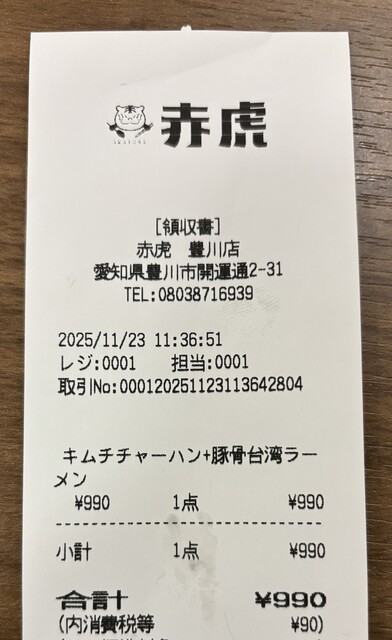 赤虎
[領収書]
赤虎 豊川店
愛知県豊川市開運通2-31
TEL:08038716939
2025/11/23 11:36:51
レジ:0001 担当:0001
取引No:000120251123113642804
キムチチャーハン+豚骨台湾ラー
メン
¥990 1点 ¥990
小計 1点 ¥990
合計 ¥990
(内消費税等 ¥90)